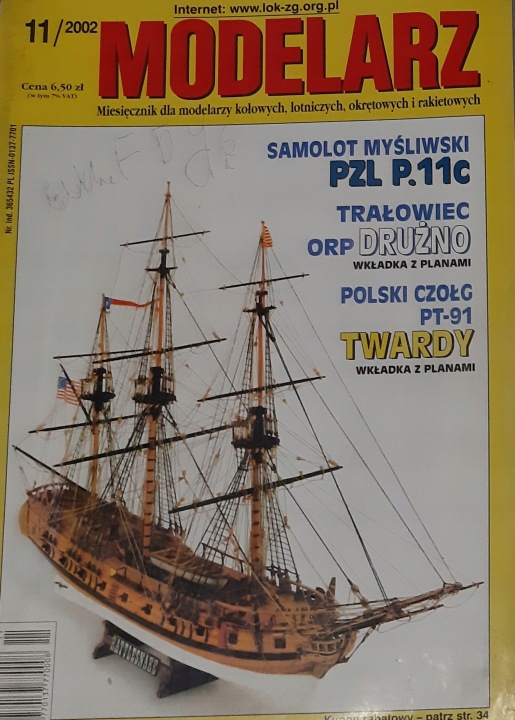 Internet: www.lok-zg.org.pl
11/2002
MODELARZ
Cena 6,50 zł
(w tym 7% VAT)
Miesięcznik dla modelarzy kołowych, lotniczych, okrętowych i rakietowych
Nr. ind. 365432 PL ISSN-0137-7701
SAMOLOT MYŚLIWSKI
PZL P.11c
TRAŁOWIEC
ORP DRUŻNO
WKŁADKA Z PLANAMI
POLSKI CZOŁG
PT-91
TWARDY
WKŁADKA Z PLANAMI
Kupon rabatowy – patrz str. 34